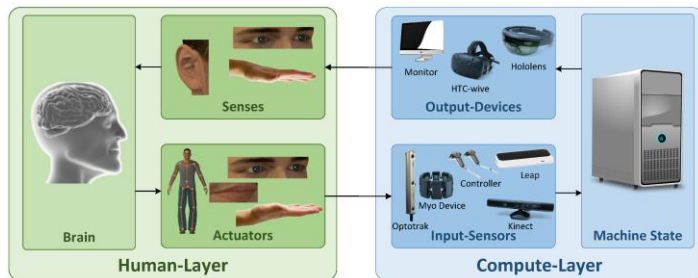 Monitor
HTC-wive
Hololens
Senses
Output-Devices
Controller
Leap
Myo Device
Optotrak
Kinect
Brain
Actuators
Input-Sensors
Machine State
Human-Layer
Compute-Layer